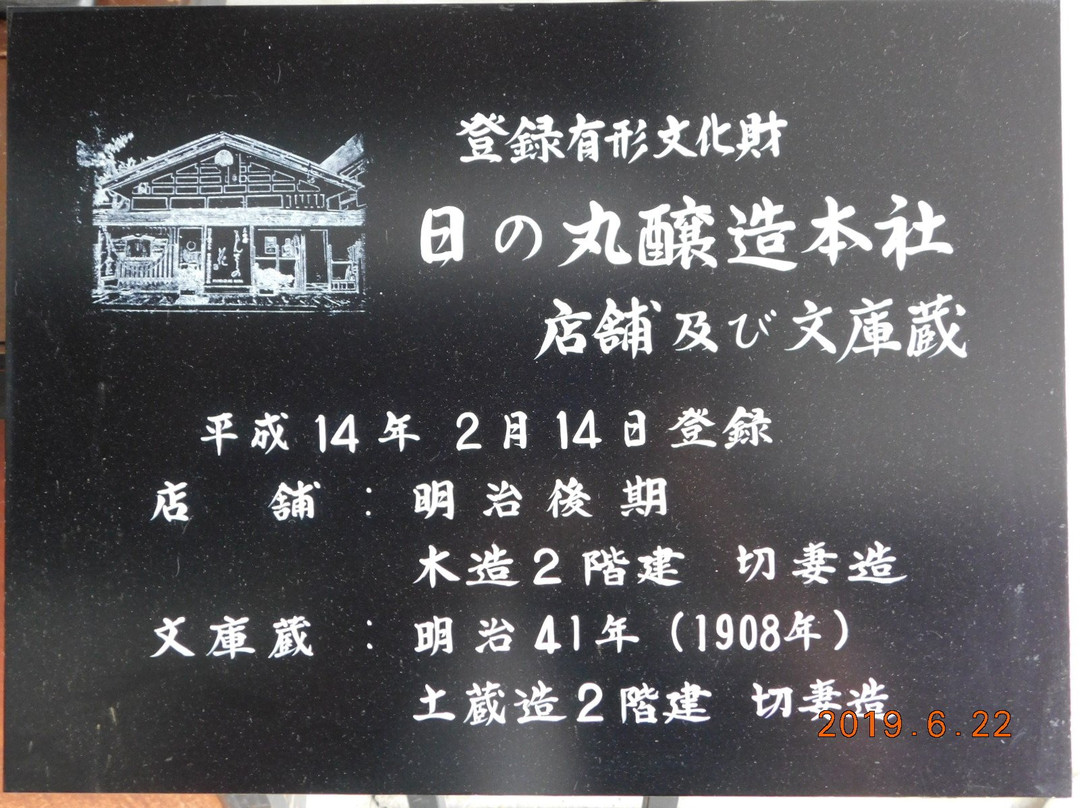 登録有形文化財
日の丸醸造本社
店舗及び文庫蔵
平成14年 2月14日登録
店 舗 : 明治後期
木造2階建 切妻造
文庫蔵 : 明治41年 (1908年)
土蔵造2階建 切妻造
2019.6.22